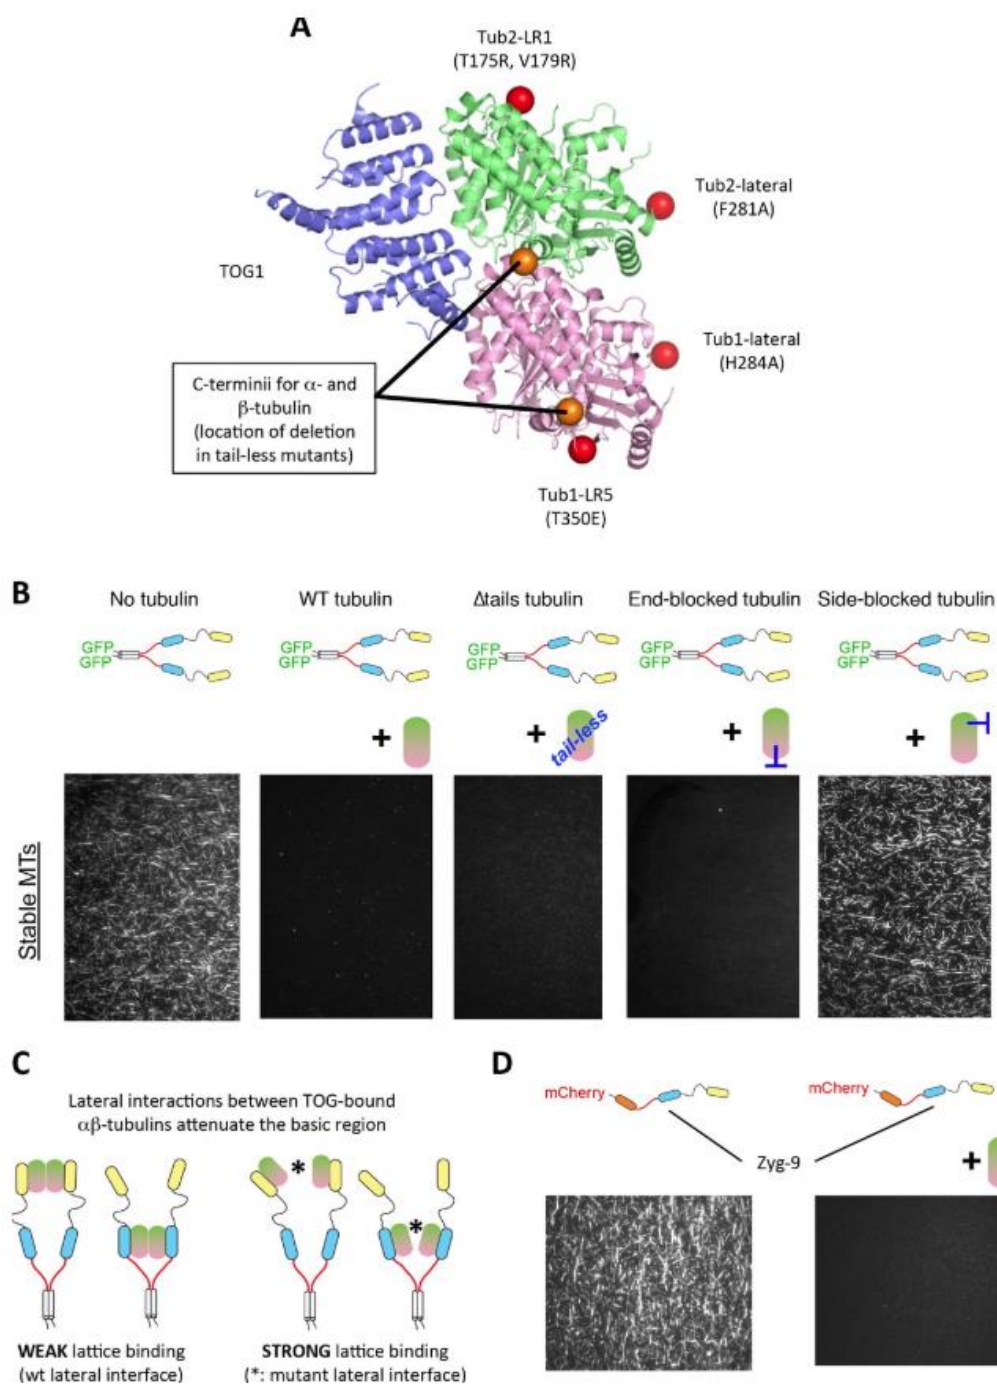 A
Tub2-LR1
(T175R, V179R)
Tub2-lateral
(F281A)
TOG1
Tub1-lateral
(H284A)
C-terminii for α- and
β-tubulin
(location of deletion
in tail-less mutants)
Tub1-LR5
(T350E)
B
No tubulin
WT tubulin
Δtails tubulin
End-blocked tubulin
Side-blocked tubulin
GFP
GFP
GFP
GFP
GFP
GFP
GFP
GFP
GFP
GFP
+
+
tail-less
+
+
Stable MTs
C
Lateral interactions between TOG-bound
αβ-tubulins attenuate the basic region
*
*
WEAK lattice binding
(wt lateral interface)
STRONG lattice binding
(*: mutant lateral interface)
D
mCherry
mCherry
Zyg-9
+